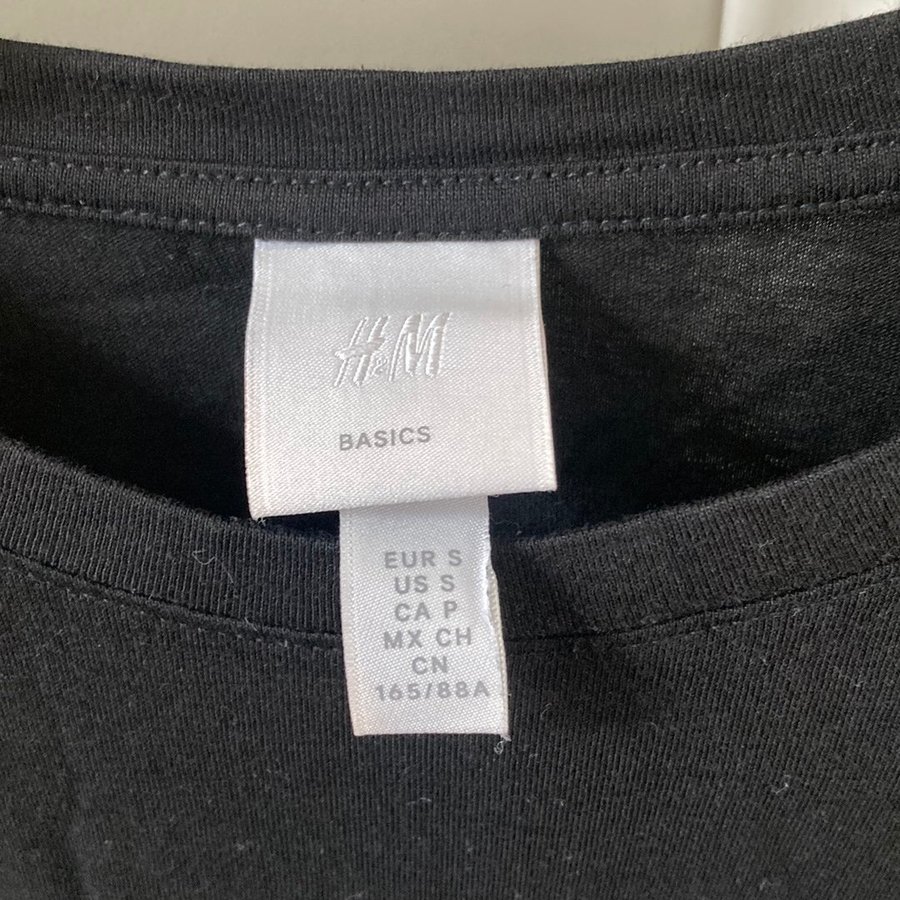 H&M
BASICS
EUR S
US S
CA P
MX CH
CN
165/88A